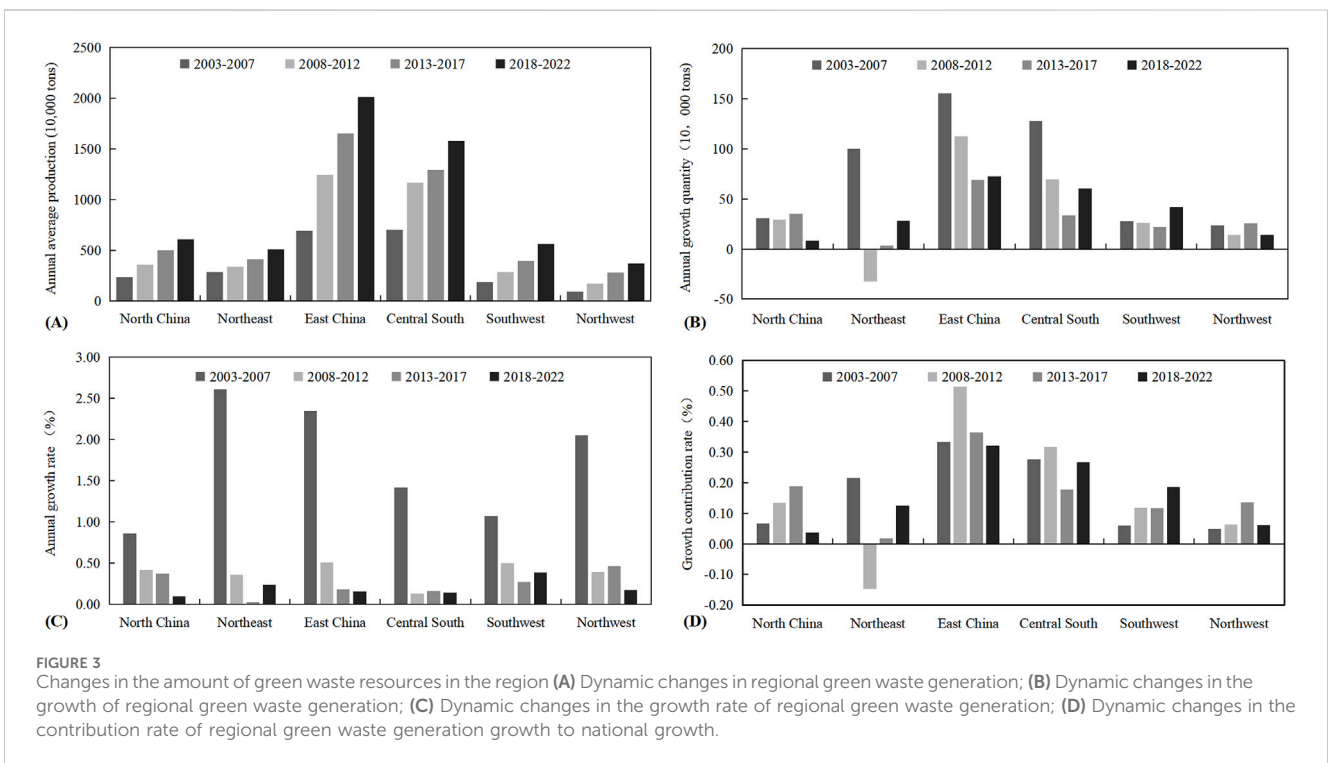 2500
2003-2007 2008-2012 2013-2017 2018-2022
2000
1500
1000
500
0
Annual average production (10,000 tons)
North China Northeast East China Central South Southwest Northwest
(A)
200
2003-2007 2008-2012 2013-2017 2018-2022
150
100
50
0
-50
Annual growth quantity（10，000 tons）
North China Northeast East China Central South Southwest Northwest
(B)
3.00
2003-2007 2008-2012 2013-2017 2018-2022
2.00
1.50
1.00
0.50
0.00
Annual growth rate（%）
North China Northeast East China Central South Southwest Northwest
(C)
0.60
2003-2007 2008-2012 2013-2017 2018-2022
0.50
0.40
0.30
0.20
0.10
0.00
-0.10
-0.20
Growth contribution rate（%）
North China Northeast East China Central South Southwest Northwest
(D)
FIGURE 3
Changes in the amount of green waste resources in the region (A) Dynamic changes in regional green waste generation; (B) Dynamic changes in the
growth of regional green waste generation; (C) Dynamic changes in the growth rate of regional green waste generation; (D) Dynamic changes in the
contribution rate of regional green waste generation growth to national growth.